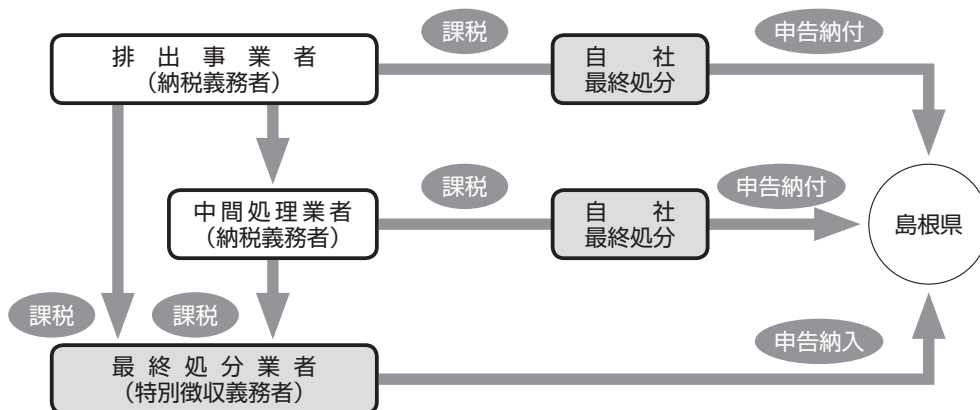 課税
申告納付
排出事業者
（納税義務者）
自社
最終処分
課税
申告納付
中間処理業者
（納税義務者）
自社
最終処分
島根県
課税
課税
申告納入
最終処分業者
（特別徴収義務者）